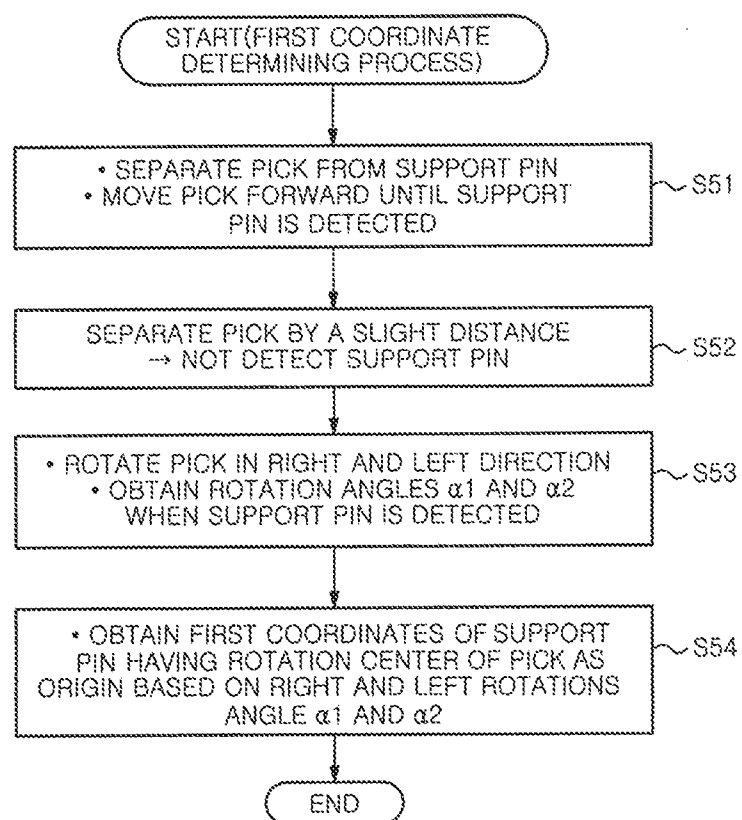 START(FIRST COORDINATE
DETERMINING PROCESS)
• SEPARATE PICK FROM SUPPORT PIN
• MOVE PICK FORWARD UNTIL SUPPORT
PIN IS DETECTED
S51
SEPARATE PICK BY A SLIGHT DISTANCE
→ NOT DETECT SUPPORT PIN
S52
• ROTATE PICK IN RIGHT AND LEFT DIRECTION
• OBTAIN ROTATION ANGLES α1 AND α2
WHEN SUPPORT PIN IS DETECTED
S53
• OBTAIN FIRST COORDINATES OF SUPPORT
PIN HAVING ROTATION CENTER OF PICK AS
ORIGIN BASED ON RIGHT AND LEFT ROTATIONS
ANGLE α1 AND α2
S54
END